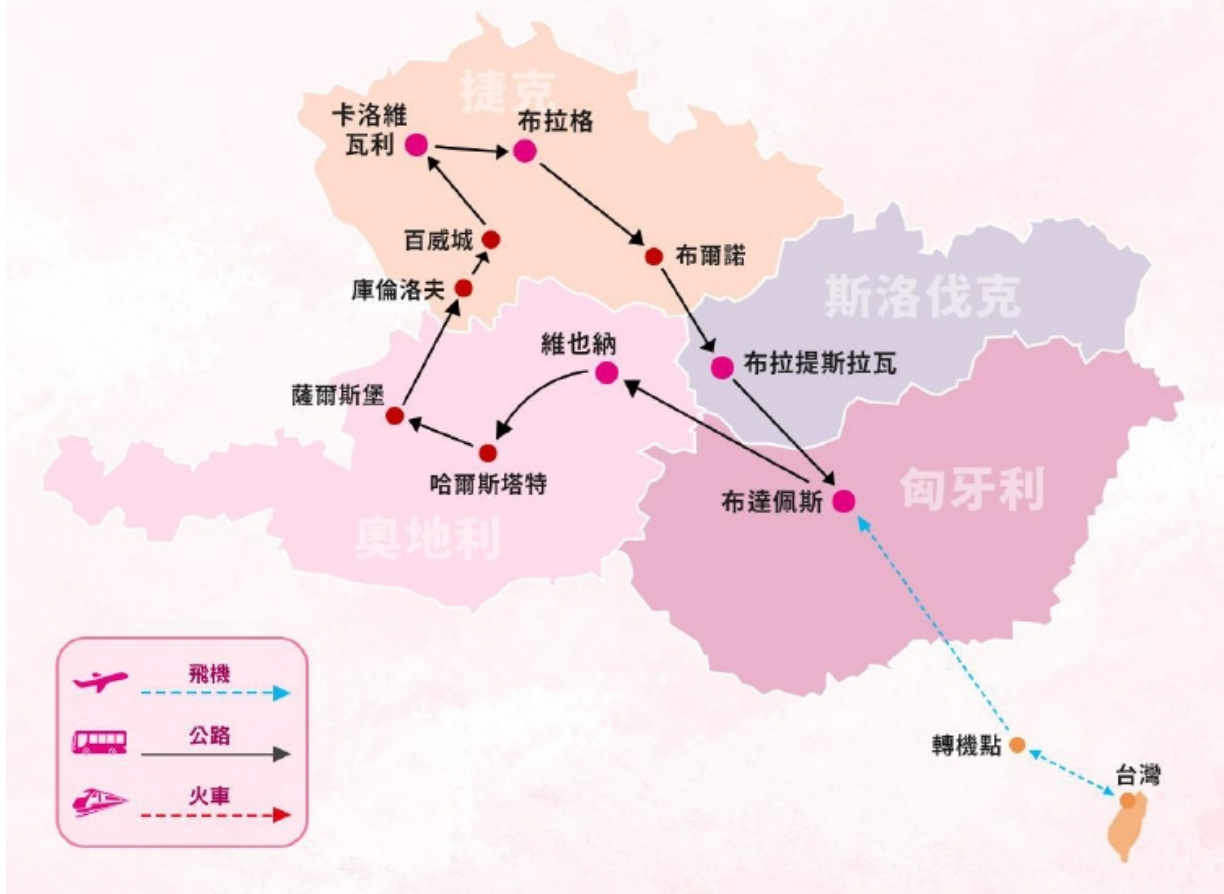 捷克
卡洛維
瓦利
布拉格
百威城
布爾諾
庫倫洛夫
斯洛伐克
維也納
布拉提斯拉瓦
薩爾斯堡
哈爾斯塔特
布達佩斯
匈牙利
奧地利
飛機
公路
火車
轉機點
台灣